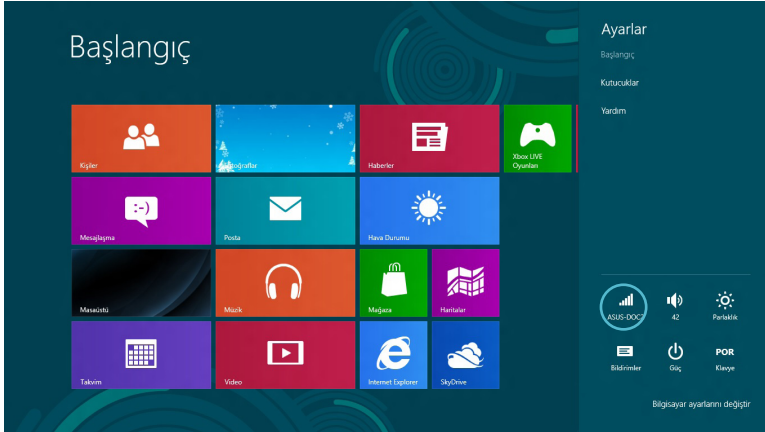 Başlangıç
Kişiler
Fotoğraflar
Haberler
Xbox LIVE
Oyunları
Mesajlaşma
:-)
Posta
Hava Durumu
Masaüstü
Müzik
Mağaza
Haritalar
Takvim
Video
Internet Explorer
SkyDrive
Ayarlar
Başlangıç
Kutucuklar
Yardım
ASUS-DOC2
42
Parlaklık
Bildirimler
Güç
POR
Klavye
Bilgisayar ayarlarını değiştir